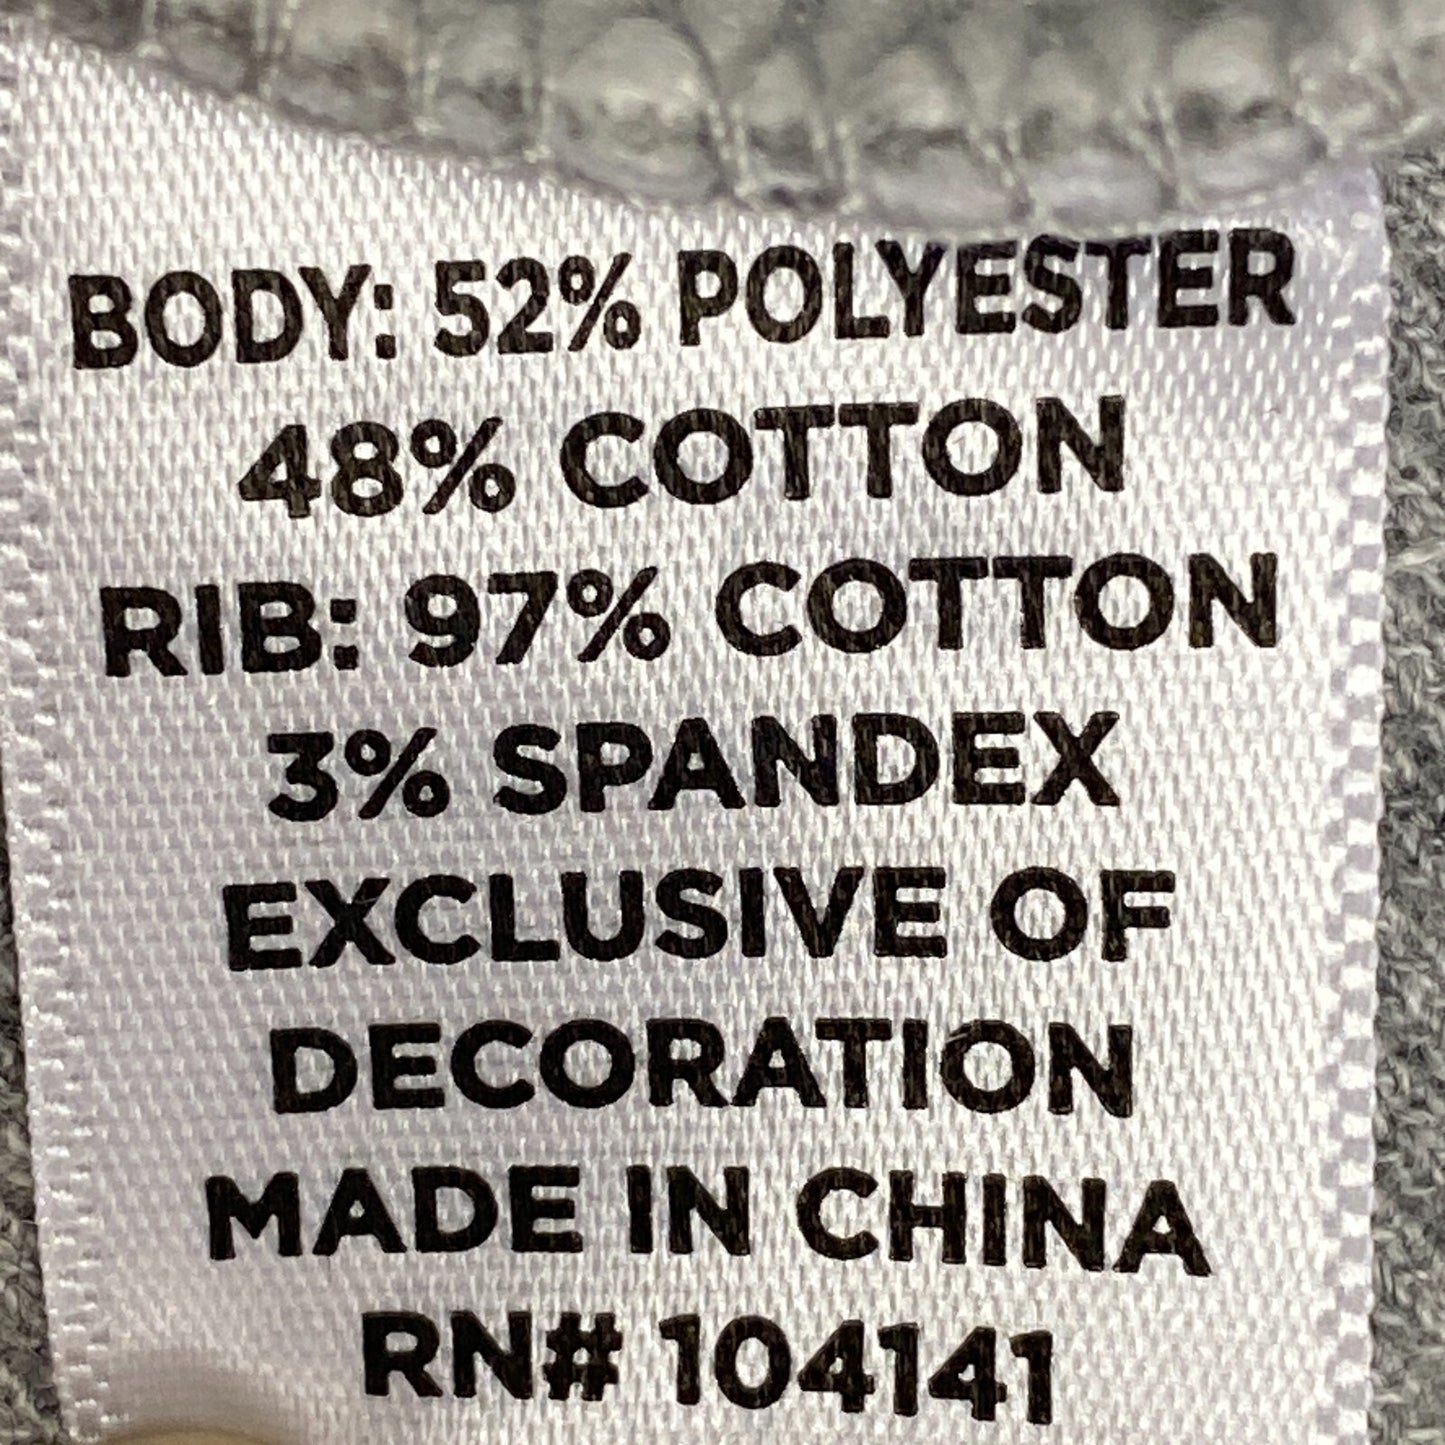 BODY: 52% POLYESTER
48% COTTON
RIB: 97% COTTON
3% SPANDEX
EXCLUSIVE OF
DECORATION
MADE IN CHINA
RN# 104141